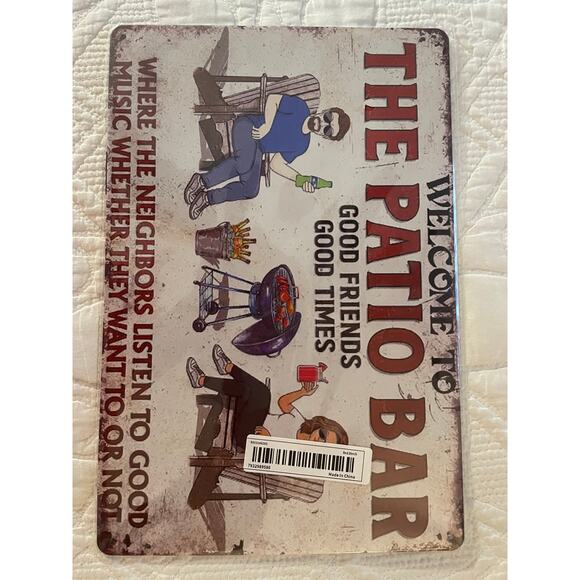 WELCOME TO
THE PATIO BAR
GOOD FRIENDS
GOOD TIMES
WHERE THE NEIGHBORS LISTEN TO GOOD
MUSIC WHETHER THEY WANT TO OR NOT
Made in China